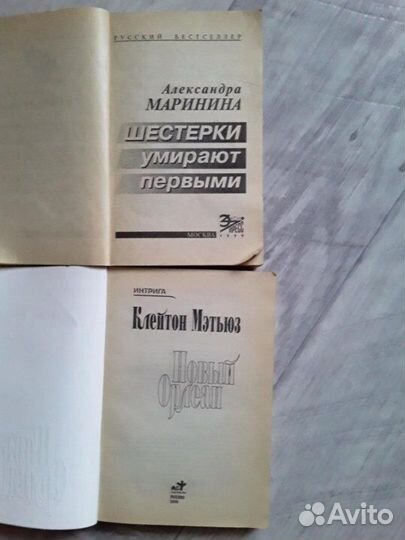 РУССКИЙ БЕСТСЕЛЛЕР
Александра
МАРИНИНА
ШЕСТЕРКИ
умирают
первыми
МОСКВА
ИНТРИГА
Клейтон Мэтьюз
Новый
Орлеан
МОСКВА
Avito